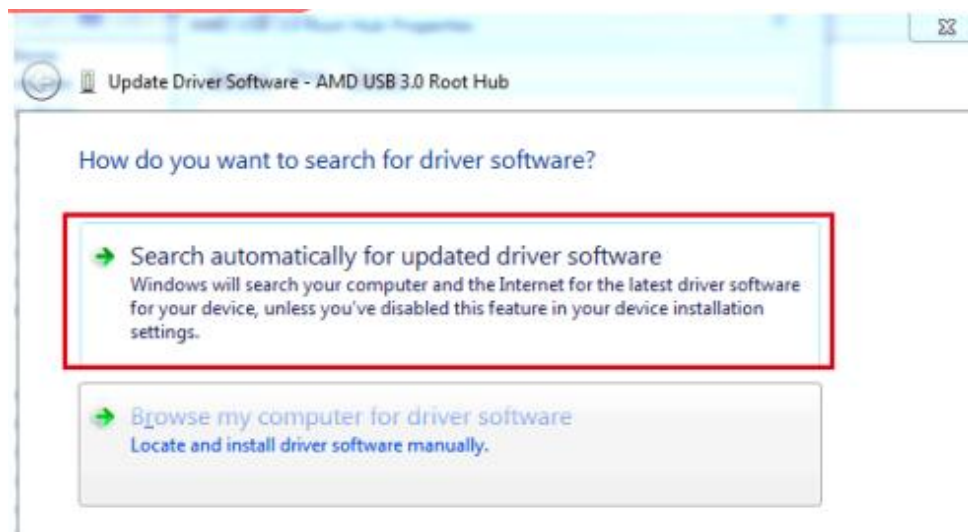 Update Driver Software - AMD USB 3.0 Root Hub
How do you want to search for driver software?
Search automatically for updated driver software
Windows will search your computer and the Internet for the latest driver software
for your device, unless you've disabled this feature in your device installation
settings.
Browse my computer for driver software
Locate and install driver software manually.